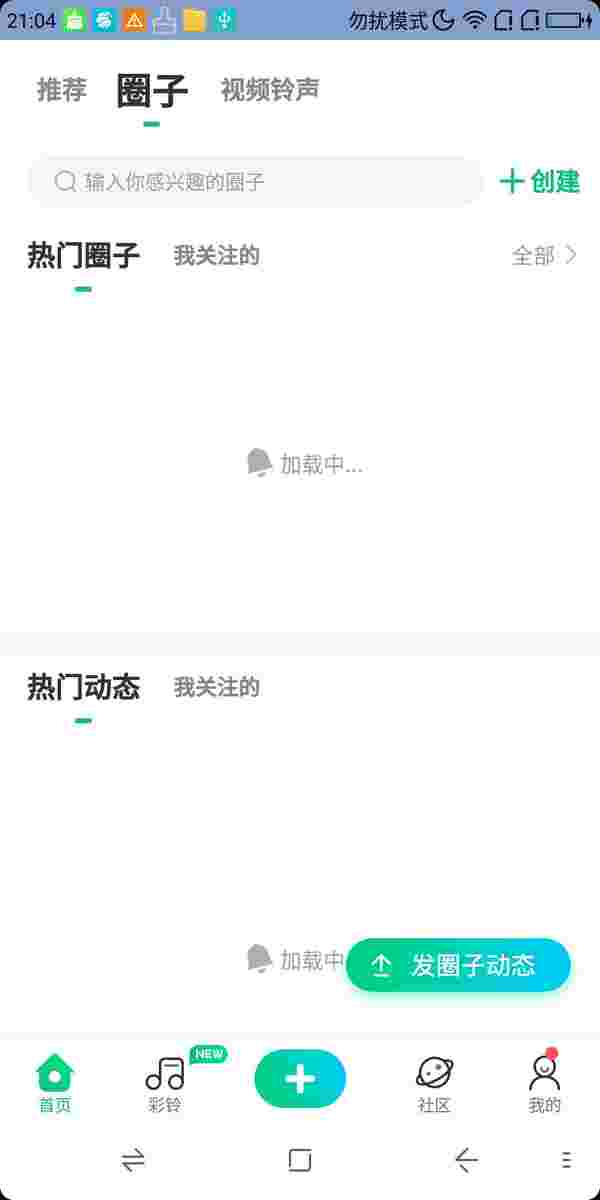 21:04 勿扰模式
推荐 圈子 视频铃声
输入你感兴趣的圈子 创建
热门圈子 我关注的 全部
加载中...
热门动态 我关注的
加载中 发圈子动态
NEW
首页 彩铃 社区 我的